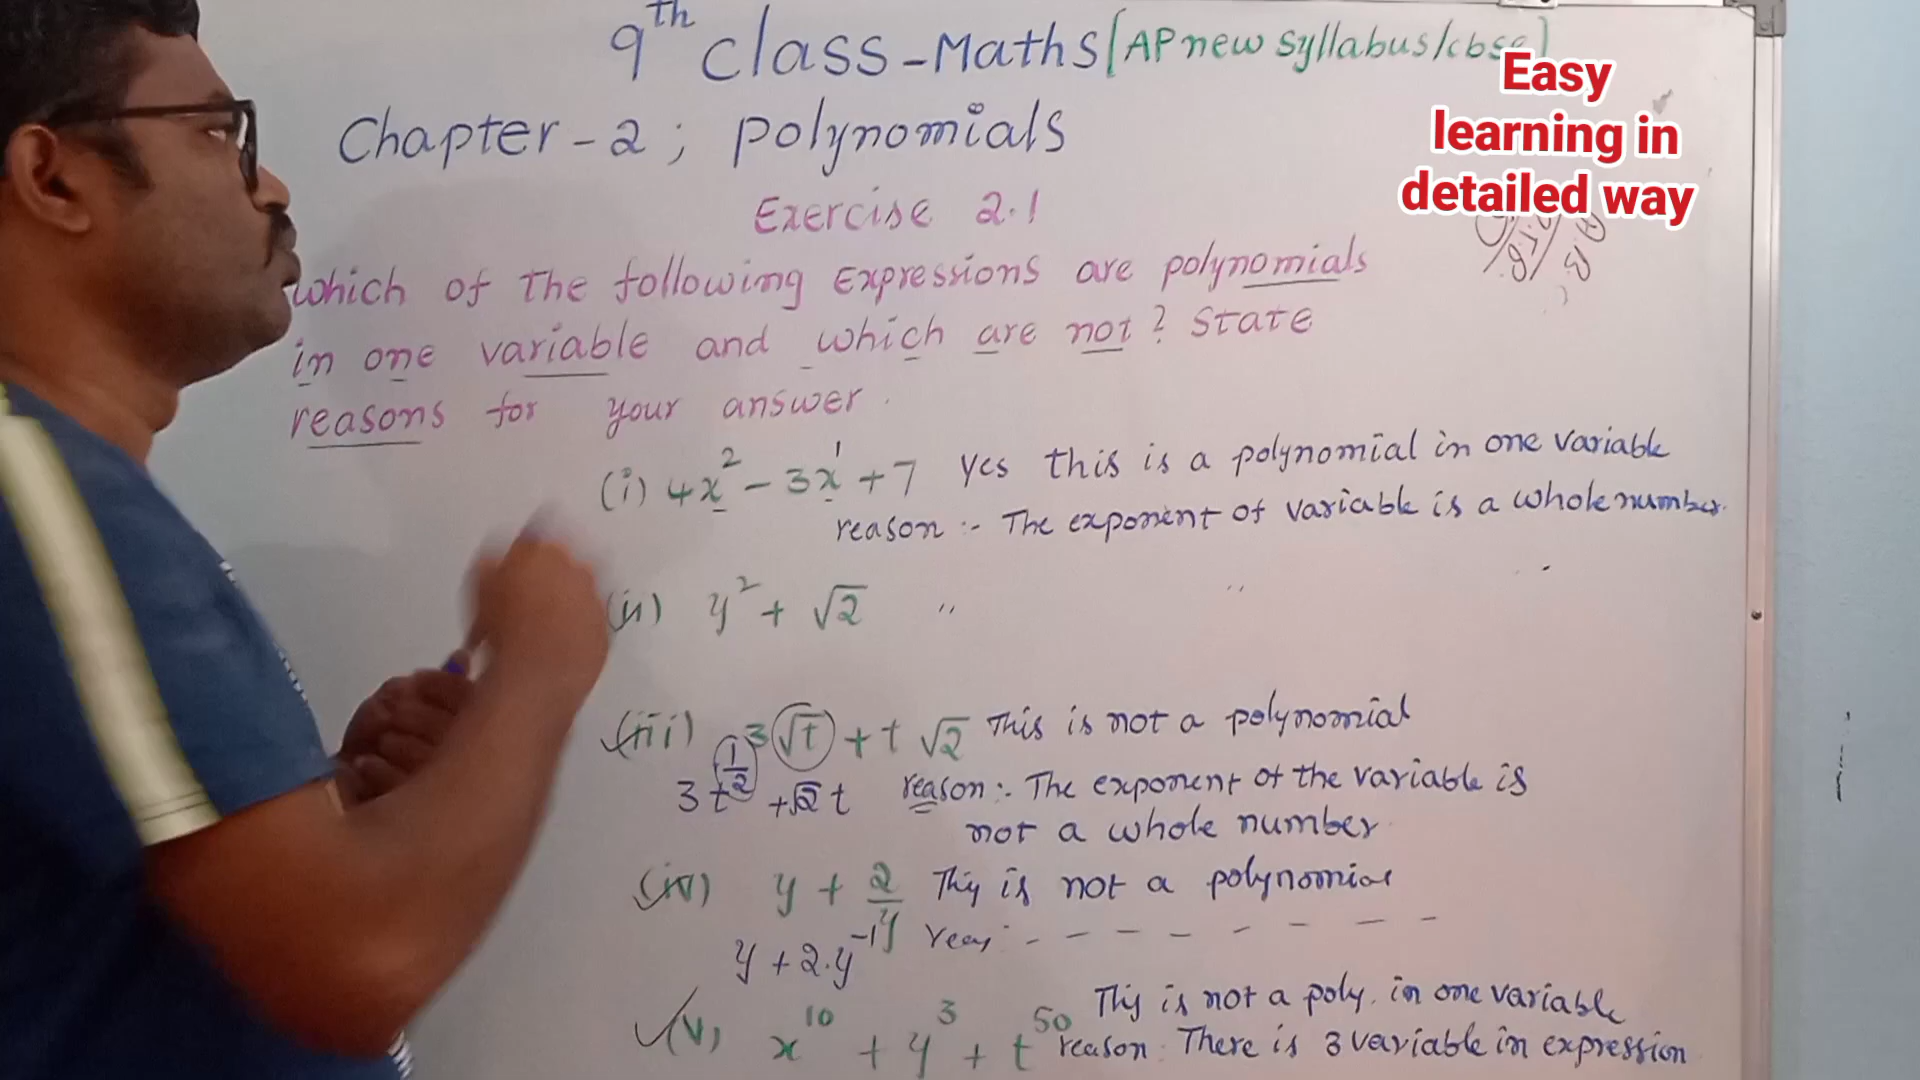 9th class - Maths [AP new syllabus/cbse]
Easy
learning in
detailed way
Chapter - 2 ; polynomials
Exercise 2.1
which of the following Expressions are polynomials
in one variable and which are not? State
reasons for your answer.
(i) 4x² - 3x¹ + 7 yes this is a polynomial in one variable
reason :- The exponent of variable is a whole number.
(ii) y² + √2 " "
(iii) 3√t + t√2 This is not a polynomial
3t^1/2 + √2 t reason :- The exponent of the variable is
not a whole number
(iv) y + 2/y This is not a polynomial
y + 2.y⁻¹ - - - - - - -
This is not a poly. in one variable
(v) x¹⁰ + y³ + t⁵⁰ reason : There is 3 variable in expression